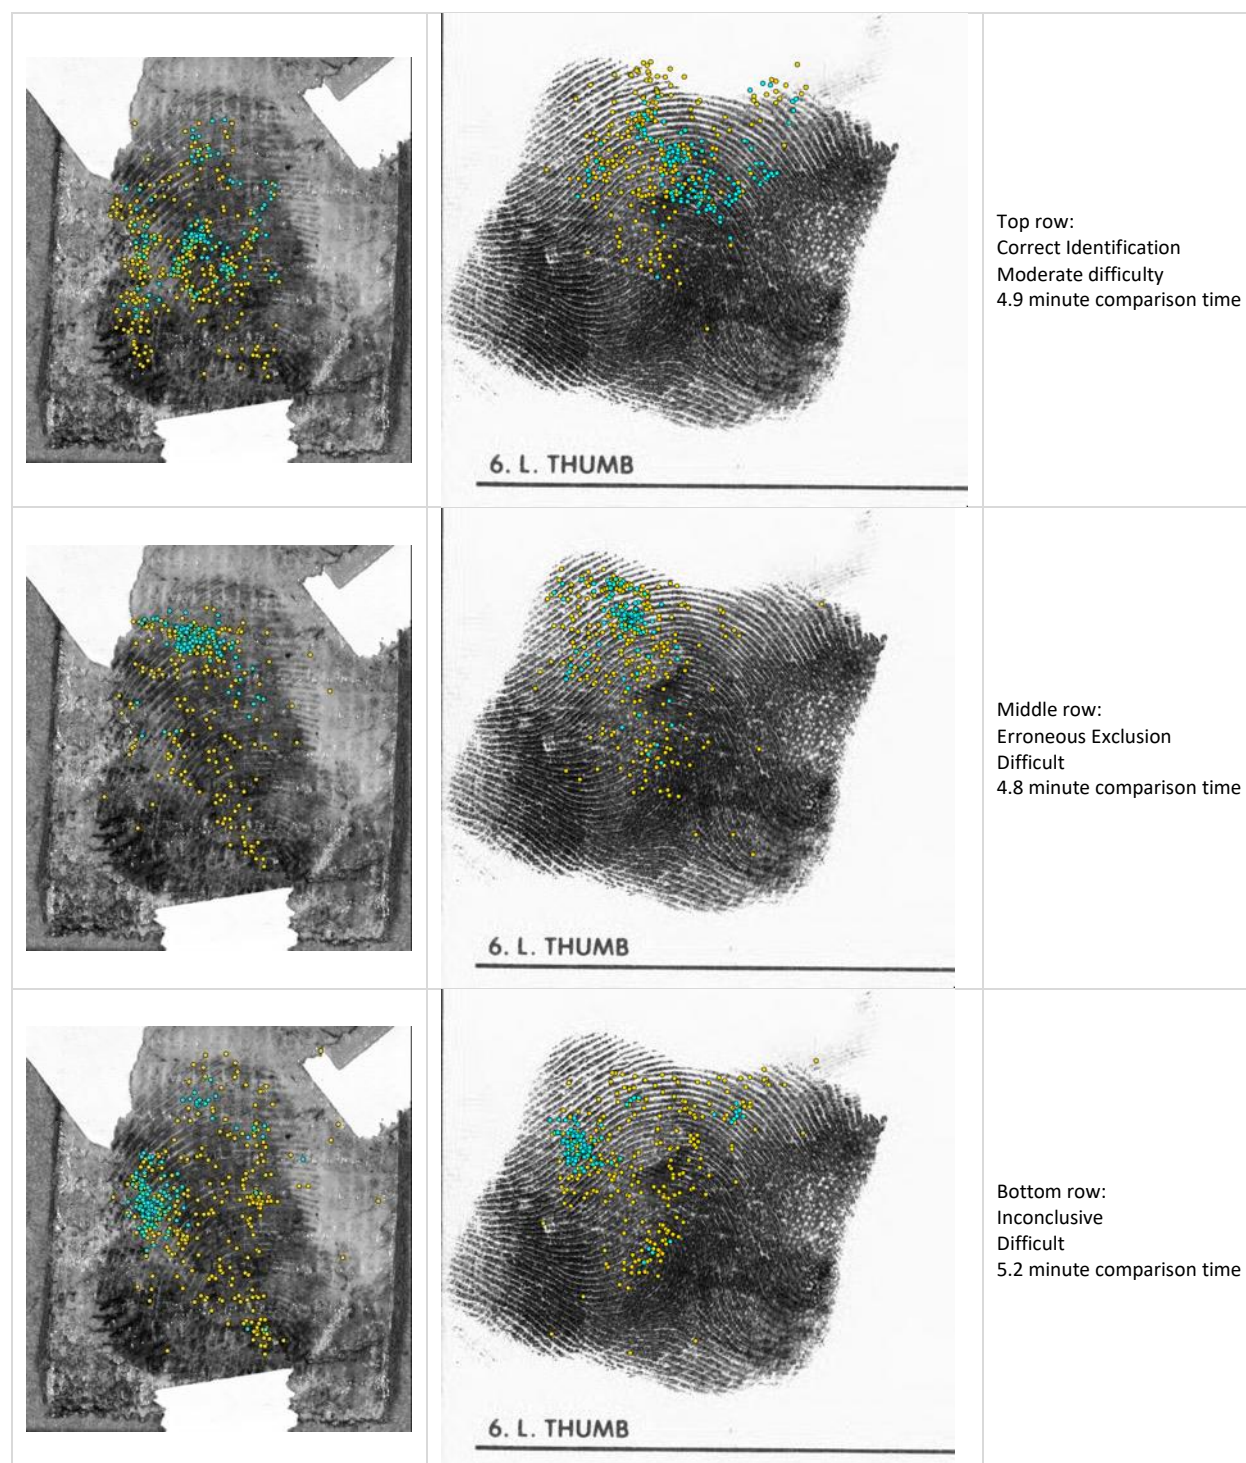 6. L. THUMB
Top row:
Correct Identification
Moderate difficulty
4.9 minute comparison time
6. L. THUMB
Middle row:
Erroneous Exclusion
Difficult
4.8 minute comparison time
6. L. THUMB
Bottom row:
Inconclusive
Difficult
5.2 minute comparison time